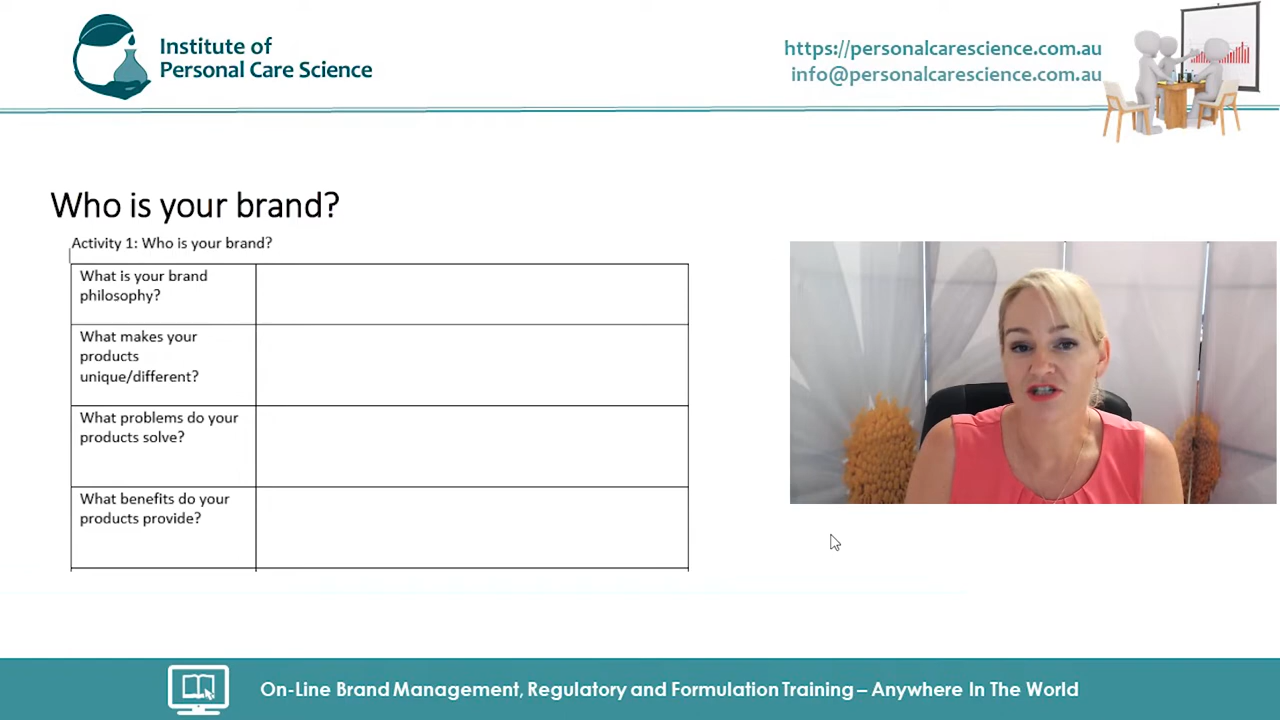 Institute of
Personal Care Science
https://personalcarescience.com.au
info@personalcarescience.com.au
Who is your brand?
Activity 1: Who is your brand?
What is your brand
philosophy?
What makes your
products
unique/different?
What problems do your
products solve?
What benefits do your
products provide?
On-Line Brand Management, Regulatory and Formulation Training – Anywhere In The World